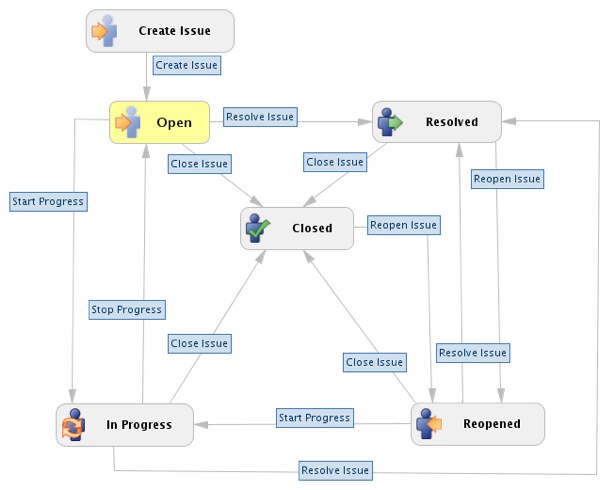 Create Issue
Create Issue
Open
Resolve Issue
Resolved
Close Issue
Close Issue
Reopen Issue
Start Progress
Closed
Reopen Issue
Stop Progress
Close Issue
Resolve Issue
Close Issue
In Progress
Start Progress
Reopened
Resolve Issue